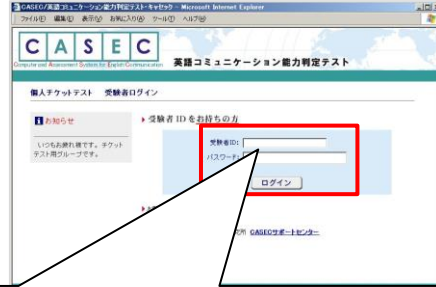 CASEC/英語コミュニケーション能力判定テスト-キャセック - Microsoft Internet Explorer
ファイル(F) 編集(E) 表示(V) お気に入り(A) ツール(T) ヘルプ(H)
CASEC
Computerized Assessment System for English Communication
英語コミュニケーション能力判定テスト
個人チケットテスト 受験者ログイン
お知らせ
いつもお疲れ様です。チケットテスト用グループです。
受験者 ID をお持ちの方
受験者ID:
パスワード:
ログイン
CASECサポートセンター